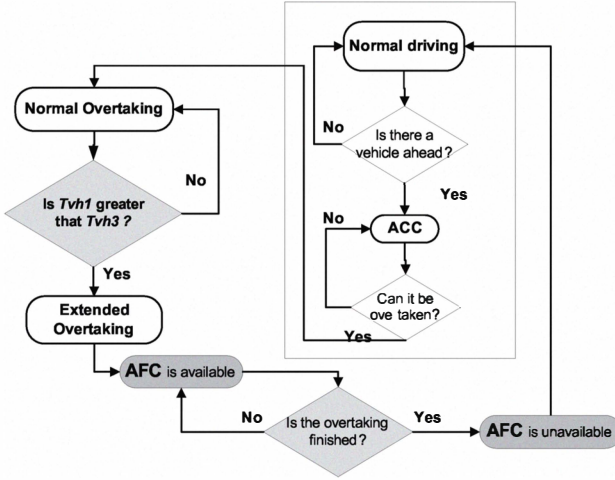 Normal driving
Is there a
vehicle ahead?
No
Yes
ACC
No
Can it be
ove taken?
Yes
Normal Overtaking
Is Tvh1 greater
that Tvh3 ?
No
Yes
Extended
Overtaking
AFC is available
Is the overtaking
finished?
No
Yes
AFC is unavailable